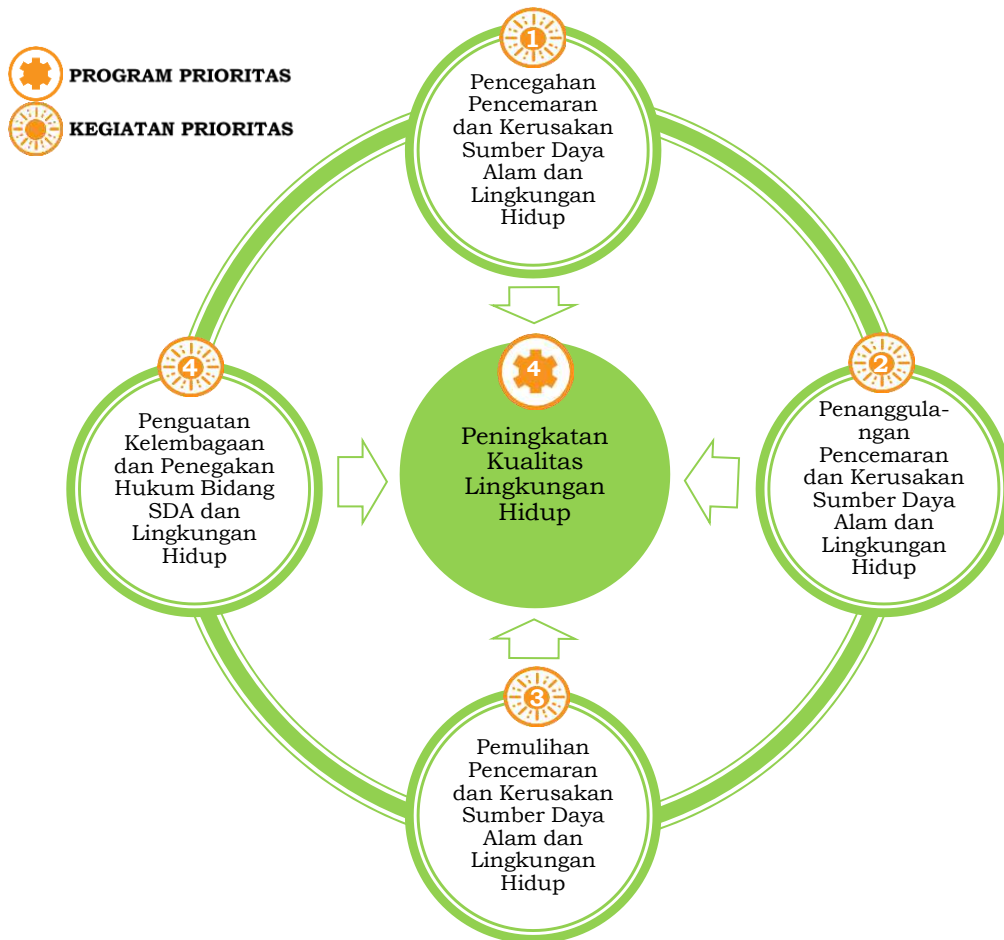 PROGRAM PRIORITAS
KEGIATAN PRIORITAS
1
Pencegahan
Pencemaran
dan Kerusakan
Sumber Daya
Alam dan
Lingkungan
Hidup
2
Penanggula-
ngan
Pencemaran
dan Kerusakan
Sumber Daya
Alam dan
Lingkungan
Hidup
3
Pemulihan
Pencemaran
dan Kerusakan
Sumber Daya
Alam dan
Lingkungan
Hidup
4
Penguatan
Kelembagaan
dan Penegakan
Hukum Bidang
SDA dan
Lingkungan
Hidup
4
Peningkatan
Kualitas
Lingkungan
Hidup